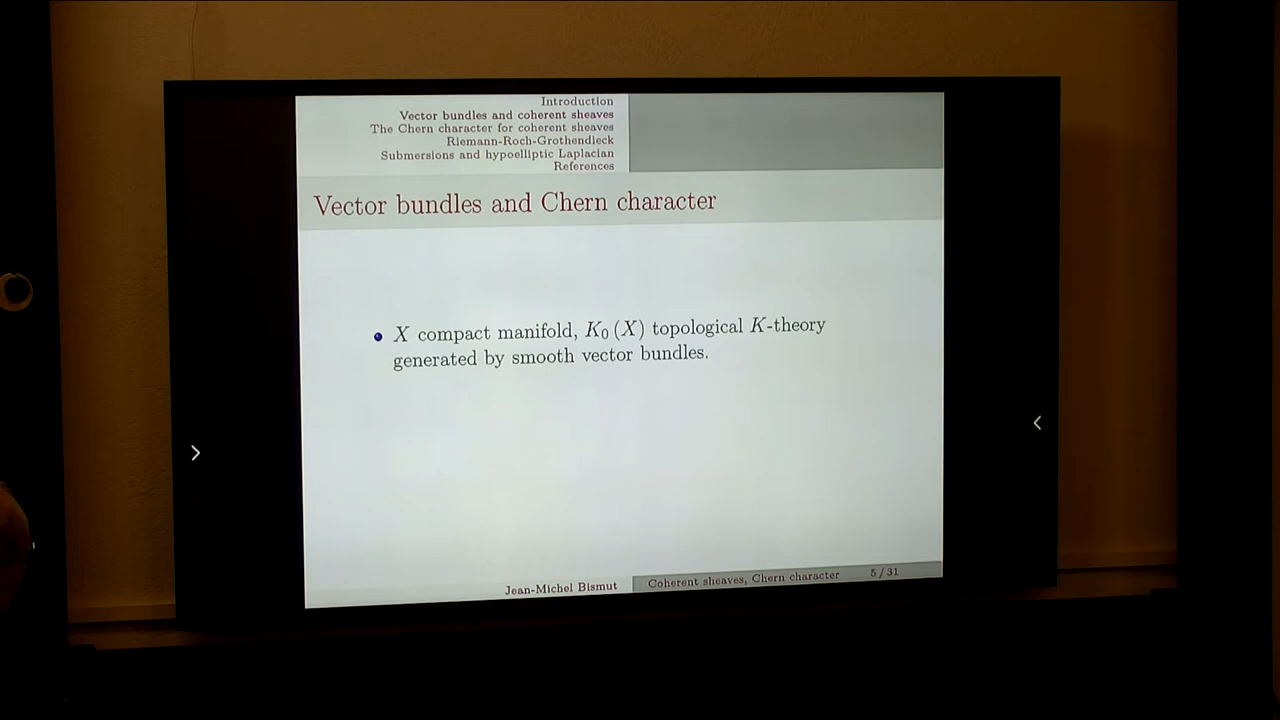 Introduction
Vector bundles and coherent sheaves
The Chern character for coherent sheaves
Riemann-Roch-Grothendieck
Submersions and hypoelliptic Laplacian
References
Vector bundles and Chern character
• X compact manifold, K₀(X) topological K-theory
generated by smooth vector bundles.
Jean-Michel Bismut Coherent sheaves, Chern character 5 / 31